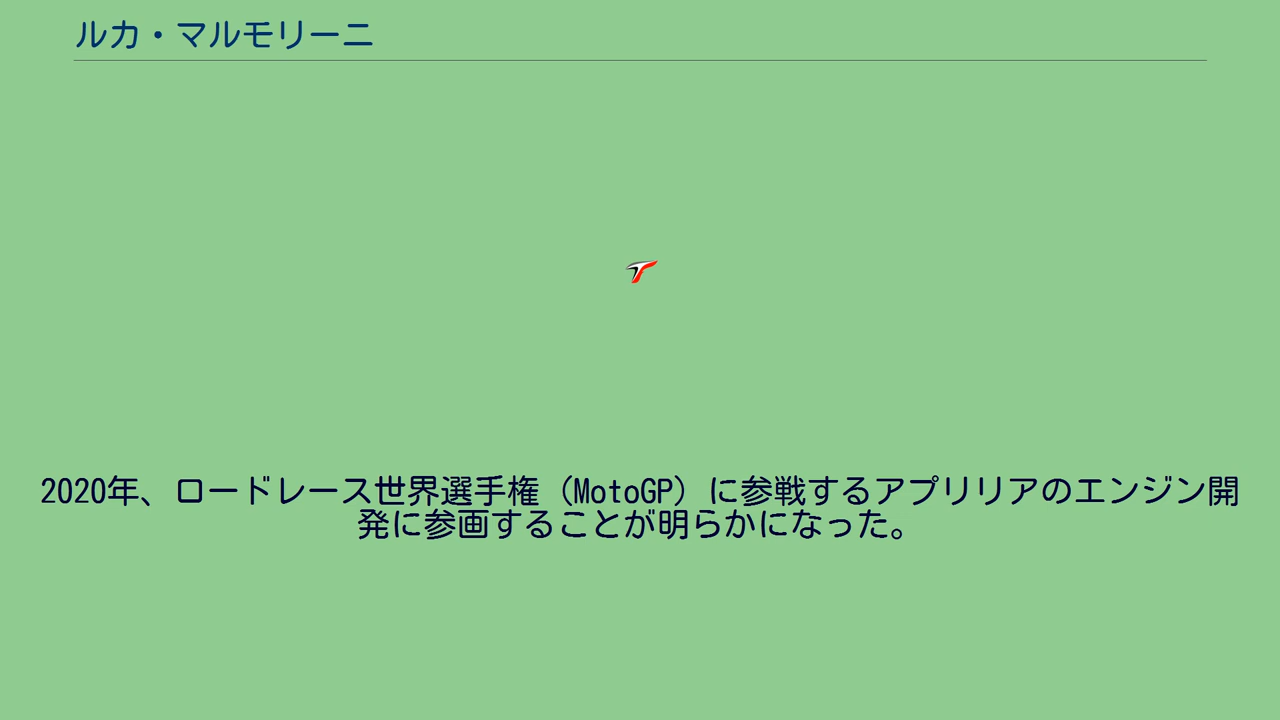 ルカ・マルモリーニ
2020年、ロードレース世界選手権（MotoGP）に参戦するアプリリアのエンジン開
発に参画することが明らかになった。